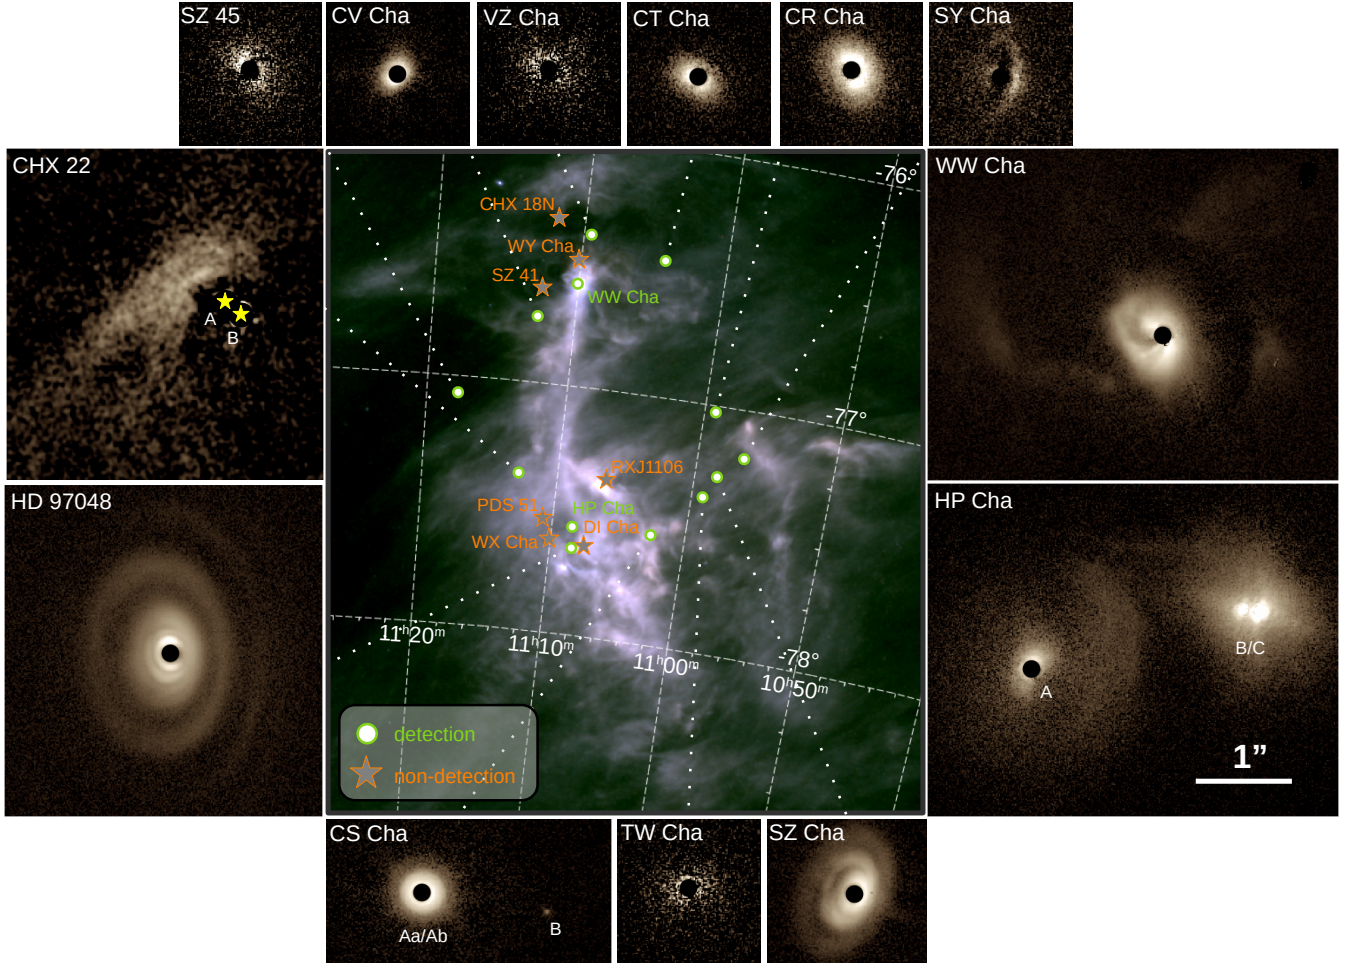 SZ 45
CV Cha
VZ Cha
CT Cha
CR Cha
SY Cha
CHX 22
A
B
CHX 18N
WY Cha
SZ 41
WW Cha
-76°
-77°
RXJ1106
PDS 51
HP Cha
DI Cha
WX Cha
11ʰ20ᵐ
11ʰ10ᵐ
11ʰ00ᵐ
-78°
10ʰ50ᵐ
detection
non-detection
WW Cha
HD 97048
HP Cha
B/C
A
1”
CS Cha
Aa/Ab
B
TW Cha
SZ Cha